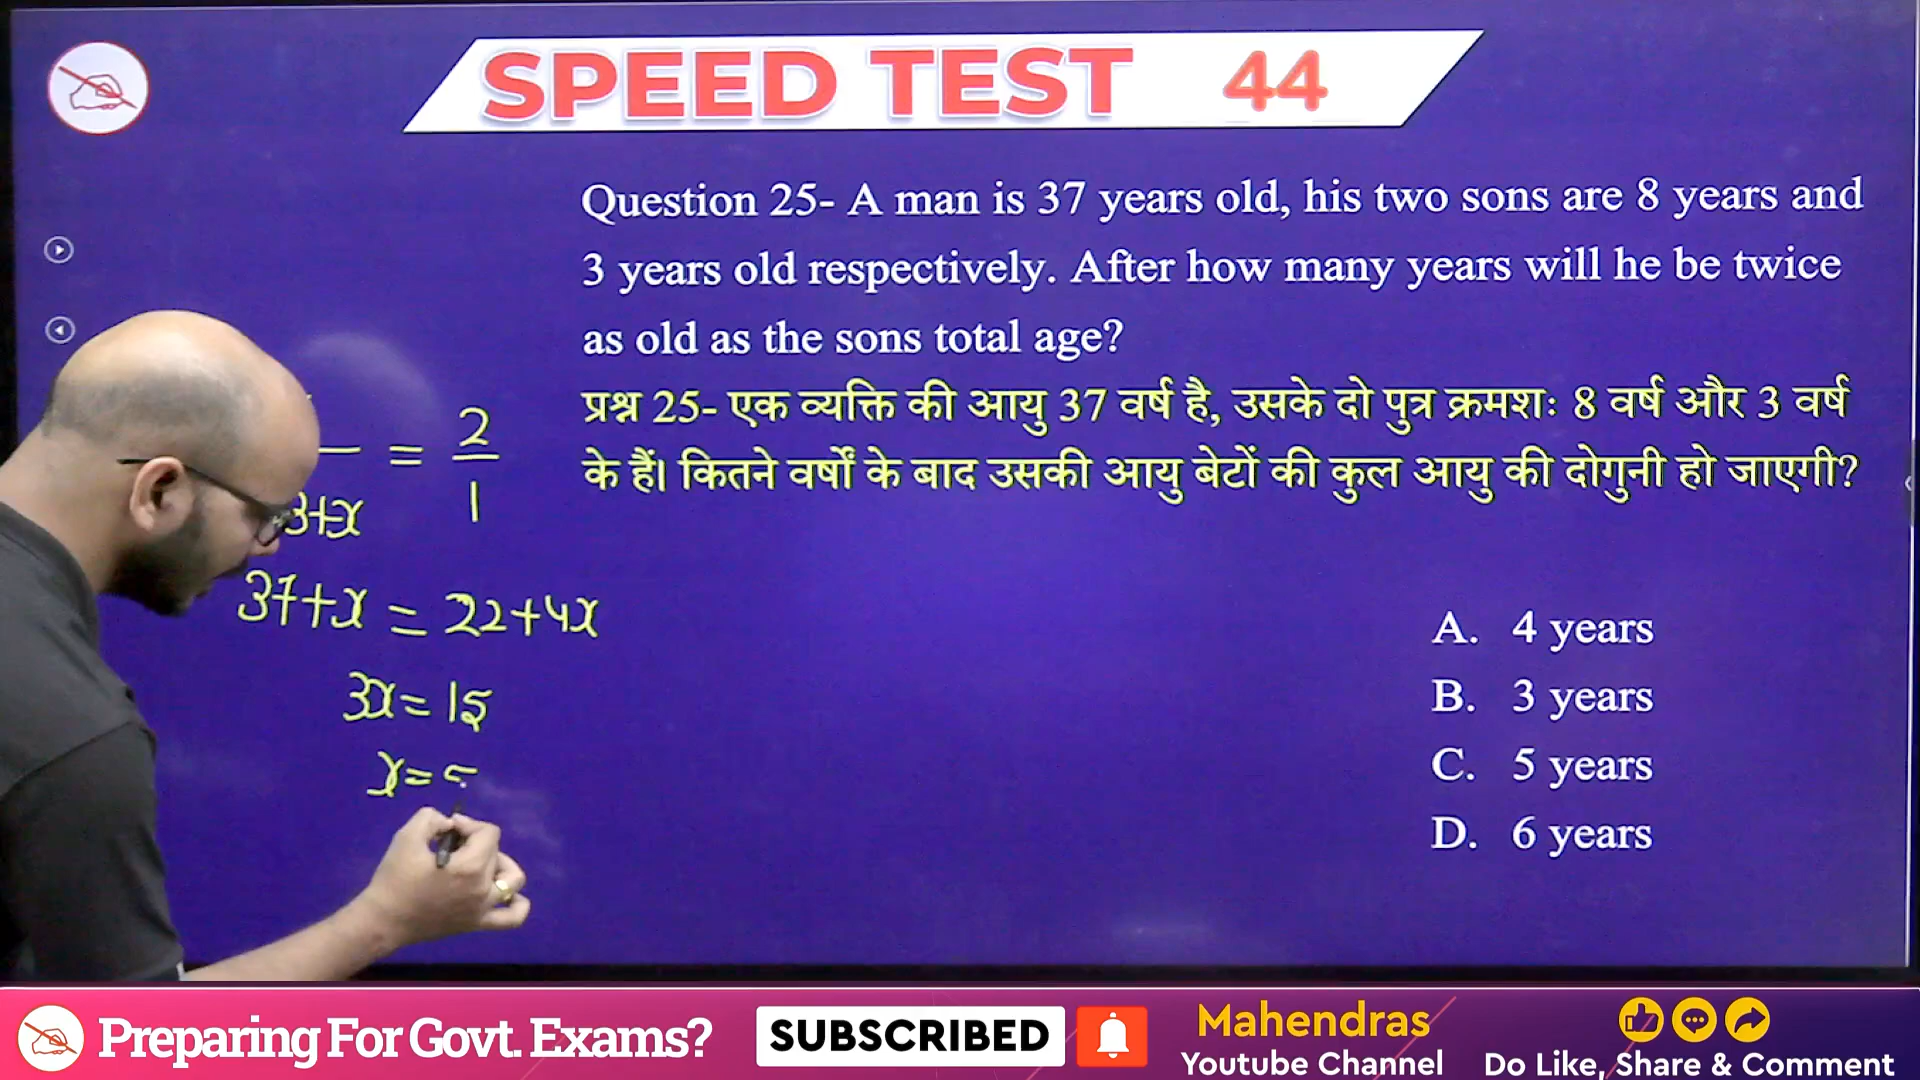 SPEED TEST 44
Question 25- A man is 37 years old, his two sons are 8 years and
3 years old respectively. After how many years will he be twice
as old as the sons total age?
प्रश्न 25- एक व्यक्ति की आयु 37 वर्ष है, उसके दो पुत्र क्रमशः 8 वर्ष और 3 वर्ष
के हैं। कितने वर्षों के बाद उसकी आयु बेटों की कुल आयु की दोगुनी हो जाएगी?
= 2
1
3+x
37+x = 22+4x
3x = 15
x = 5
A. 4 years
B. 3 years
C. 5 years
D. 6 years
Preparing For Govt. Exams?
SUBSCRIBED
Mahendras
Youtube Channel
Do Like, Share & Comment